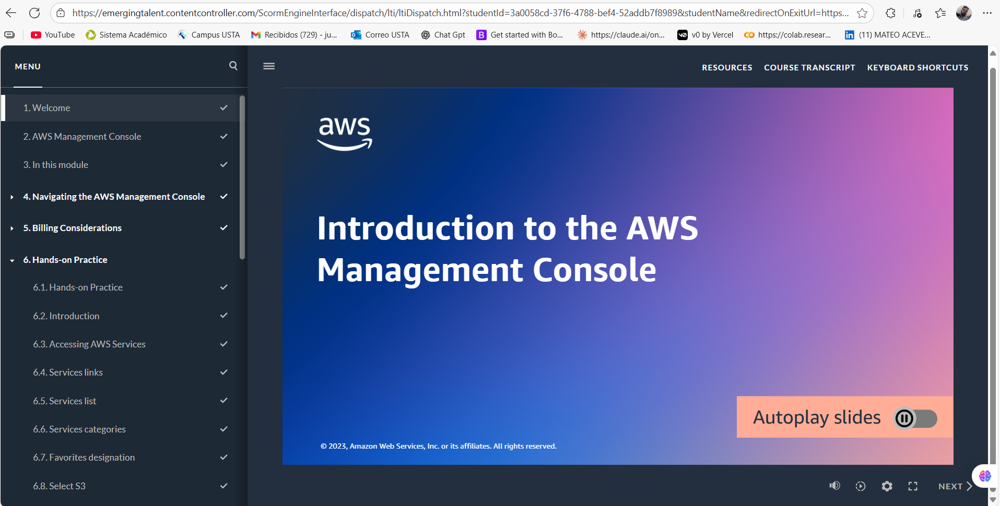 https://emergingtalent.contentcontroller.com/ScormEngineInterface/dispatch/lti/ltiDispatch.html?studentId=3a0058cd-37f6-4788-bef4-52addb7f8989&studentName&redirectOnExitUrl=https...
YouTube Sistema Académico Campus USTA Recibidos (729) - ju... Correo USTA Chat Gpt Get started with Bo... https://claude.ai/on... v0 by Vercel https://colab.resear... (11) MATEO ACEVE...
MENU
RESOURCES COURSE TRANSCRIPT KEYBOARD SHORTCUTS
1. Welcome
2. AWS Management Console
3. In this module
4. Navigating the AWS Management Console
5. Billing Considerations
6. Hands-on Practice
6.1. Hands-on Practice
6.2. Introduction
6.3. Accessing AWS Services
6.4. Services links
6.5. Services list
6.6. Services categories
6.7. Favorites designation
6.8. Select S3
aws
Introduction to the AWS
Management Console
Autoplay slides
© 2023, Amazon Web Services, Inc. or its affiliates. All rights reserved.
NEXT